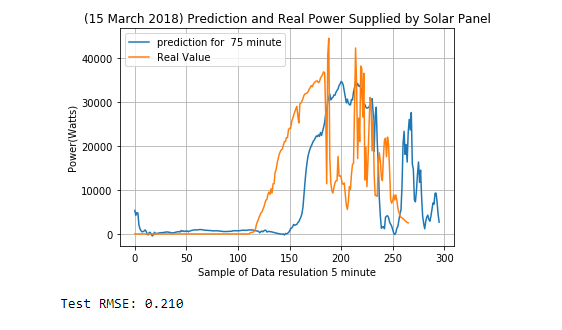 (15 March 2018) Prediction and Real Power Supplied by Solar Panel
prediction for 75 minute
Real Value
Power(Watts)
40000
30000
20000
10000
0
0 50 100 150 200 250 300
Sample of Data resulation 5 minute
Test RMSE: 0.210